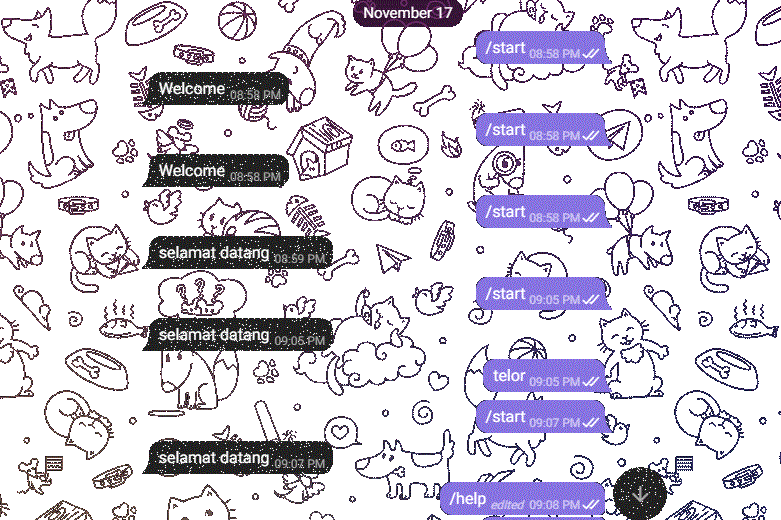 November 17
/start 08:58 PM
Welcome 08:58 PM
/start 08:58 PM
Welcome 08:58 PM
/start 08:58 PM
selamat datang 08:59 PM
/start 09:05 PM
selamat datang 09:05 PM
telor 09:05 PM
/start 09:07 PM
selamat datang 09:07 PM
/help edited 09:08 PM